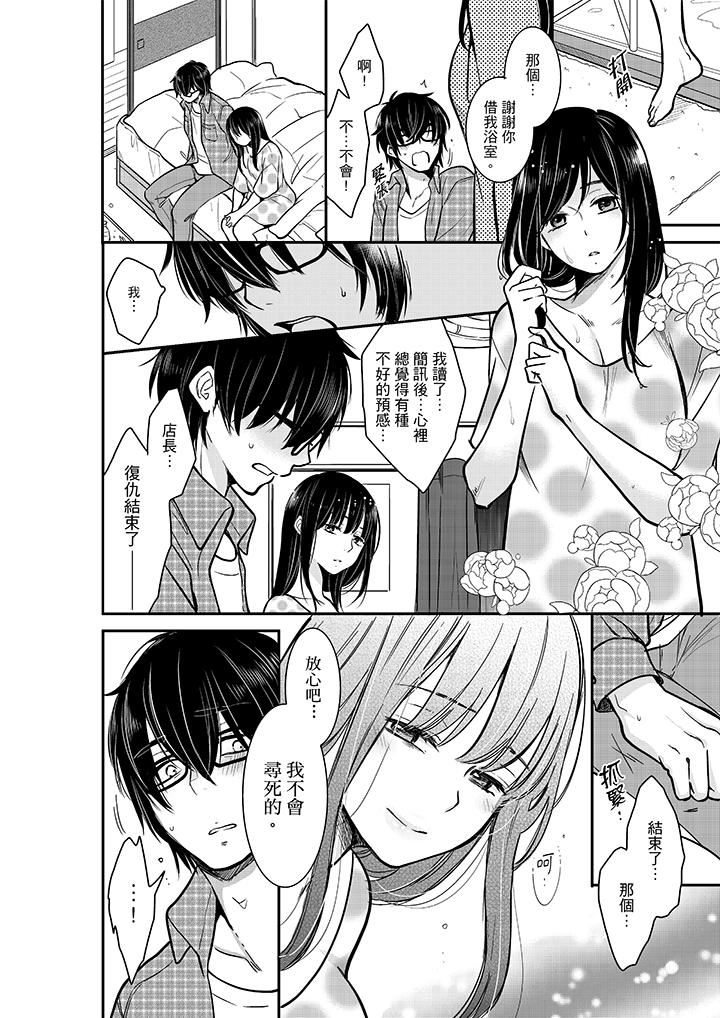 那個…
謝謝你
借我浴室。
打開…
啊！
不…不會！
緊張
我讀了…
簡訊後…心裡
總覺得有種
不好的預感…
我…
店長…
復仇結束了──
抓緊…
結束了…
那個…
放心吧…
我不會
尋死的。
呵…
…！